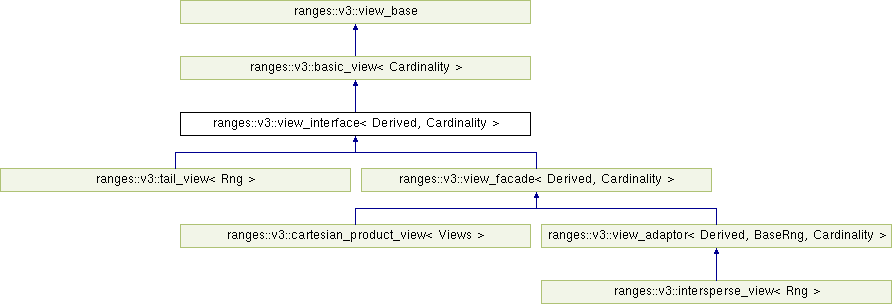 ranges::v3::view_base
ranges::v3::basic_view< Cardinality >
ranges::v3::view_interface< Derived, Cardinality >
ranges::v3::tail_view< Rng >
ranges::v3::view_facade< Derived, Cardinality >
ranges::v3::cartesian_product_view< Views >
ranges::v3::view_adaptor< Derived, BaseRng, Cardinality >
ranges::v3::intersperse_view< Rng >